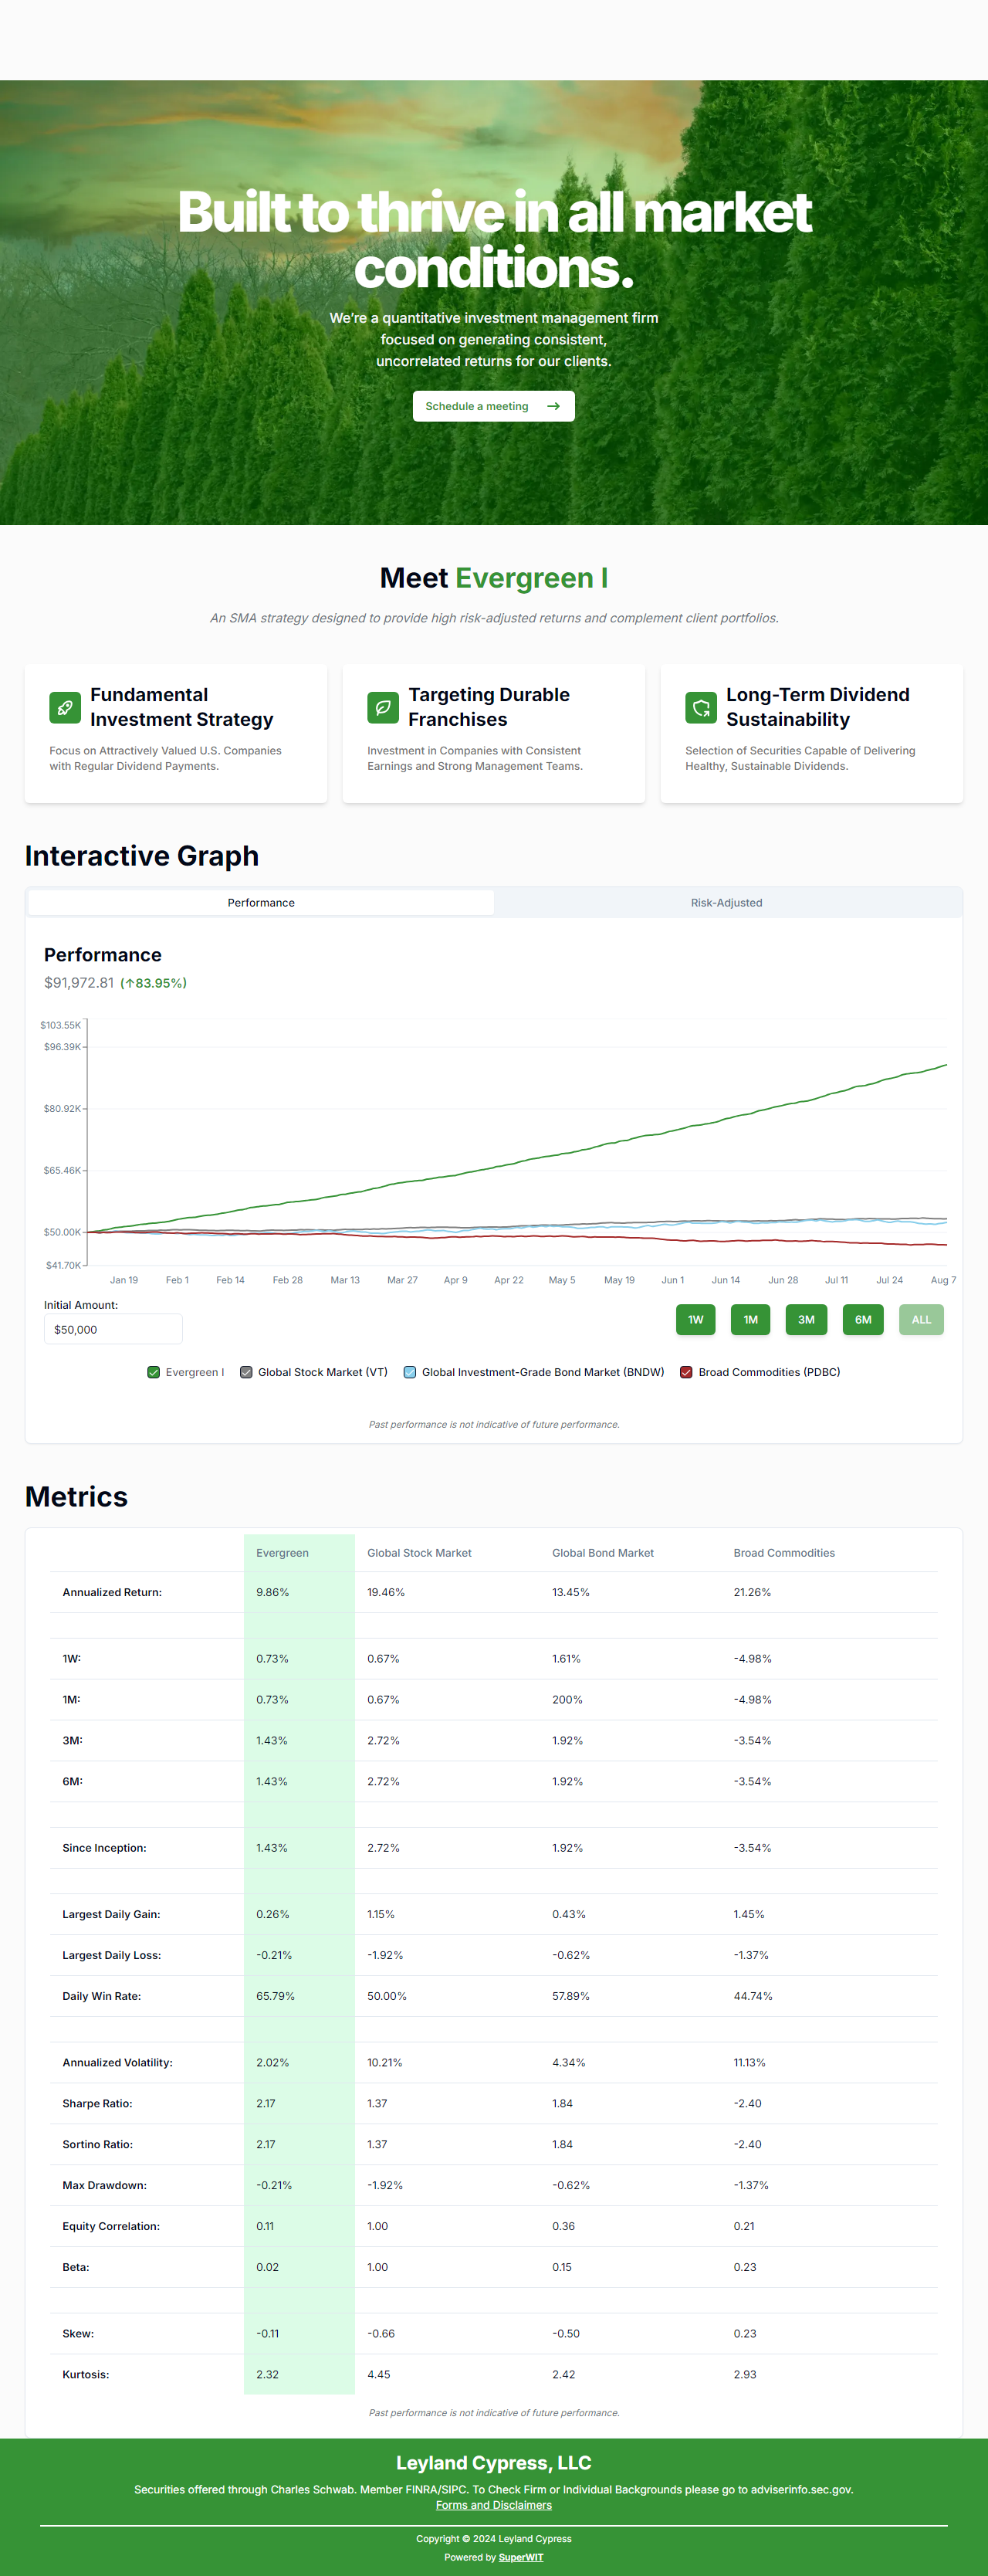 Built to thrive in all market
conditions.
We're a quantitative investment management firm
focused on generating consistent,
uncorrelated returns for our clients.
Schedule a meeting →
Meet Evergreen I
An SMA strategy designed to provide high risk-adjusted returns and complement client portfolios.
Fundamental
Investment Strategy
Focus on Attractively Valued U.S. Companies
with Regular Dividend Payments.
Targeting Durable
Franchises
Investment in Companies with Consistent
Earnings and Strong Management Teams.
Long-Term Dividend
Sustainability
Selection of Securities Capable of Delivering
Healthy, Sustainable Dividends.
Interactive Graph
Performance Risk-Adjusted
Performance
$91,972.81 (↑83.95%)
$103.55K
$96.39K
$80.92K
$65.46K
$50.00K
$41.70K
Jan 19 Feb 1 Feb 14 Feb 28 Mar 13 Mar 27 Apr 9 Apr 22 May 5 May 19 Jun 1 Jun 14 Jun 28 Jul 11 Jul 24 Aug 7
Initial Amount:
$50,000
1W 1M 3M 6M ALL
Evergreen I Global Stock Market (VT) Global Investment-Grade Bond Market (BNDW) Broad Commodities (PDBC)
Past performance is not indicative of future performance.
Metrics
Evergreen Global Stock Market Global Bond Market Broad Commodities
Annualized Return: 9.86% 19.46% 13.45% 21.26%
1W: 0.73% 0.67% 1.61% -4.98%
1M: 0.73% 0.67% 200% -4.98%
3M: 1.43% 2.72% 1.92% -3.54%
6M: 1.43% 2.72% 1.92% -3.54%
Since Inception: 1.43% 2.72% 1.92% -3.54%
Largest Daily Gain: 0.26% 1.15% 0.43% 1.45%
Largest Daily Loss: -0.21% -1.92% -0.62% -1.37%
Daily Win Rate: 65.79% 50.00% 57.89% 44.74%
Annualized Volatility: 2.02% 10.21% 4.34% 11.13%
Sharpe Ratio: 2.17 1.37 1.84 -2.40
Sortino Ratio: 2.17 1.37 1.84 -2.40
Max Drawdown: -0.21% -1.92% -0.62% -1.37%
Equity Correlation: 0.11 1.00 0.36 0.21
Beta: 0.02 1.00 0.15 0.23
Skew: -0.11 -0.66 -0.50 0.23
Kurtosis: 2.32 4.45 2.42 2.93
Past performance is not indicative of future performance.
Leyland Cypress, LLC
Securities offered through Charles Schwab. Member FINRA/SIPC. To Check Firm or Individual Backgrounds please go to adviserinfo.sec.gov.
Forms and Disclaimers
Copyright © 2024 Leyland Cypress
Powered by SuperWIT